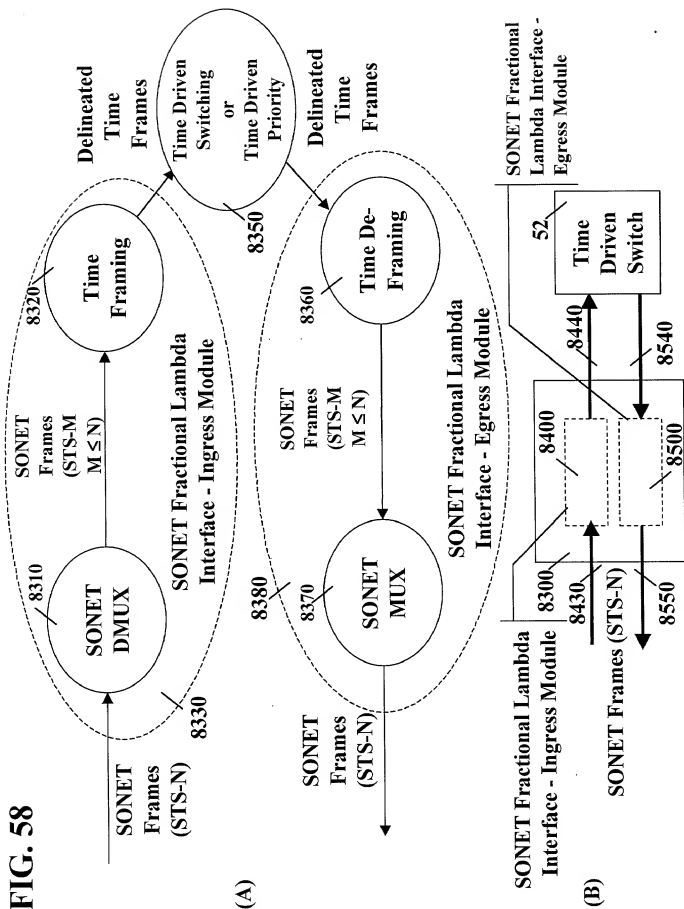 FIG. 58
(A)
SONET
Frames
(STS-N)
8310
SONET
DMUX
8330
SONET
Frames
(STS-M
M ≤ N)
8320
Time
Framing
SONET Fractional Lambda
Interface - Ingress Module
Delineated
Time
Frames
Time Driven
Switching
or
Time Driven
Priority
8350
Delineated
Time
Frames
8360
Time De-
Framing
SONET
Frames
(STS-M
M ≤ N)
8380
8370
SONET
MUX
SONET Fractional Lambda
Interface - Egress Module
SONET
Frames
(STS-N)
(B)
SONET Fractional Lambda
Interface - Ingress Module
SONET Frames (STS-N)
8300
8430
8550
8400
8500
8440
8540
52
Time
Driven
Switch
SONET Fractional
Lambda Interface -
Egress Module